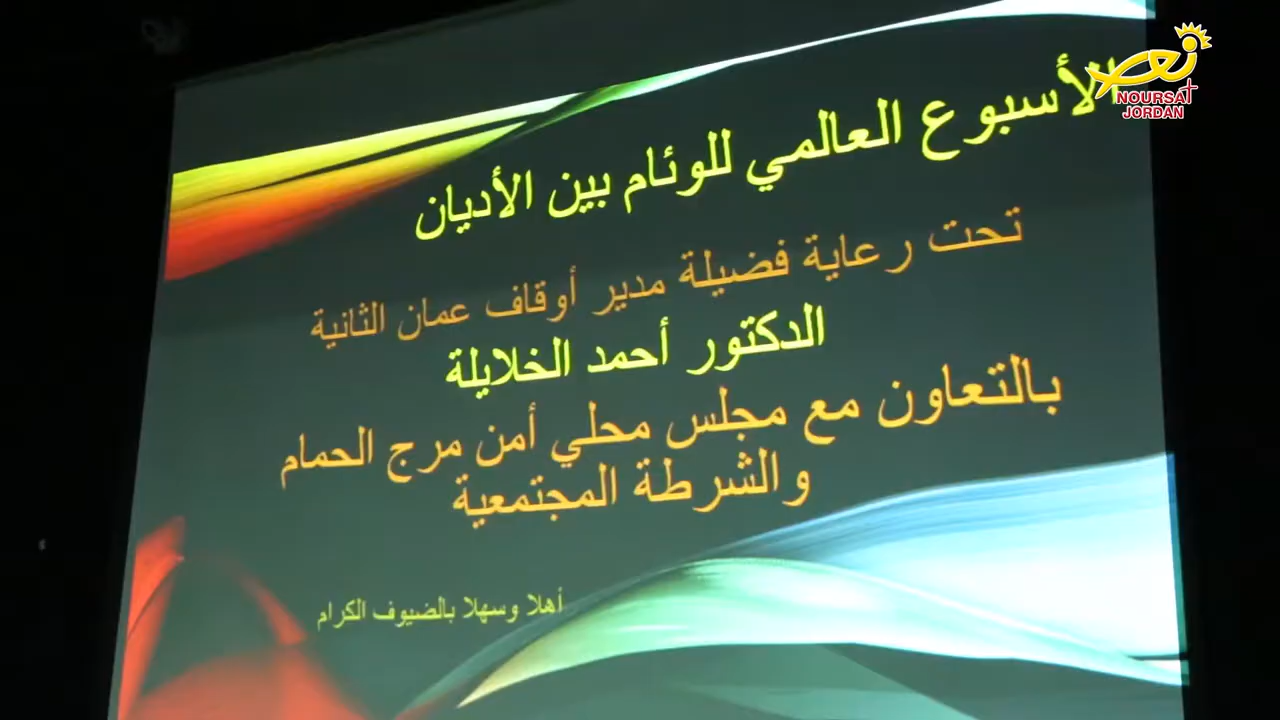 الأسبوع العالمي للوئام بين الأديان
تحت رعاية فضيلة مدير أوقاف عمان الثانية
الدكتور أحمد الخلايلة
بالتعاون مع مجلس محلي أمن مرج الحمام
والشرطة المجتمعية
أهلا وسهلا بالضيوف الكرام
NOURSAT
JORDAN